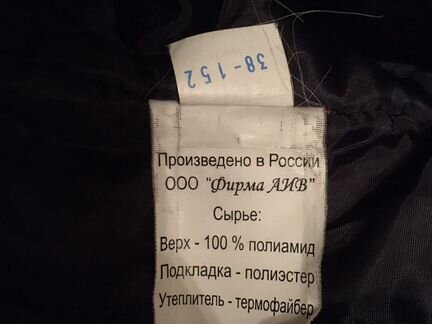 38-152
Произведено в России
ООО "Фирма АИВ"
Сырье:
Верх - 100 % полиамид
Подкладка - полиэстер
Утеплитель - термофайбер